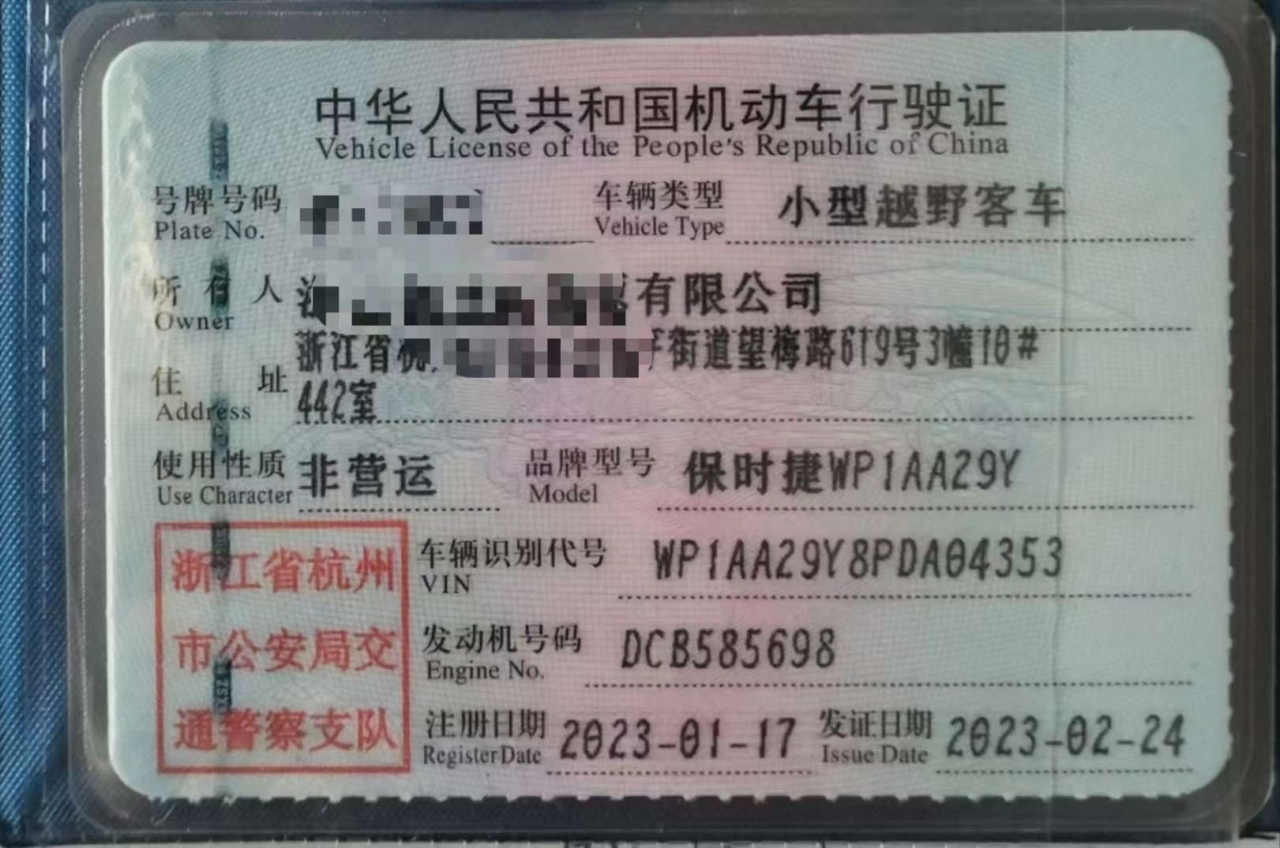 中华人民共和国机动车行驶证
Vehicle License of the People's Republic of China
号牌号码
Plate No.
车辆类型 小型越野客车
Vehicle Type
所有人 有限公司
Owner
浙江省杭 街道望梅路619号3幢10#
住址
Address 442室
使用性质 非营运
Use Character
品牌型号 保时捷WP1AA29Y
Model
浙江省杭州
市公安局交
通警察支队
车辆识别代号 WP1AA29Y8PDA04353
VIN
发动机号码 DCB585698
Engine No.
注册日期 2023-01-17
Register Date
发证日期 2023-02-24
Issue Date